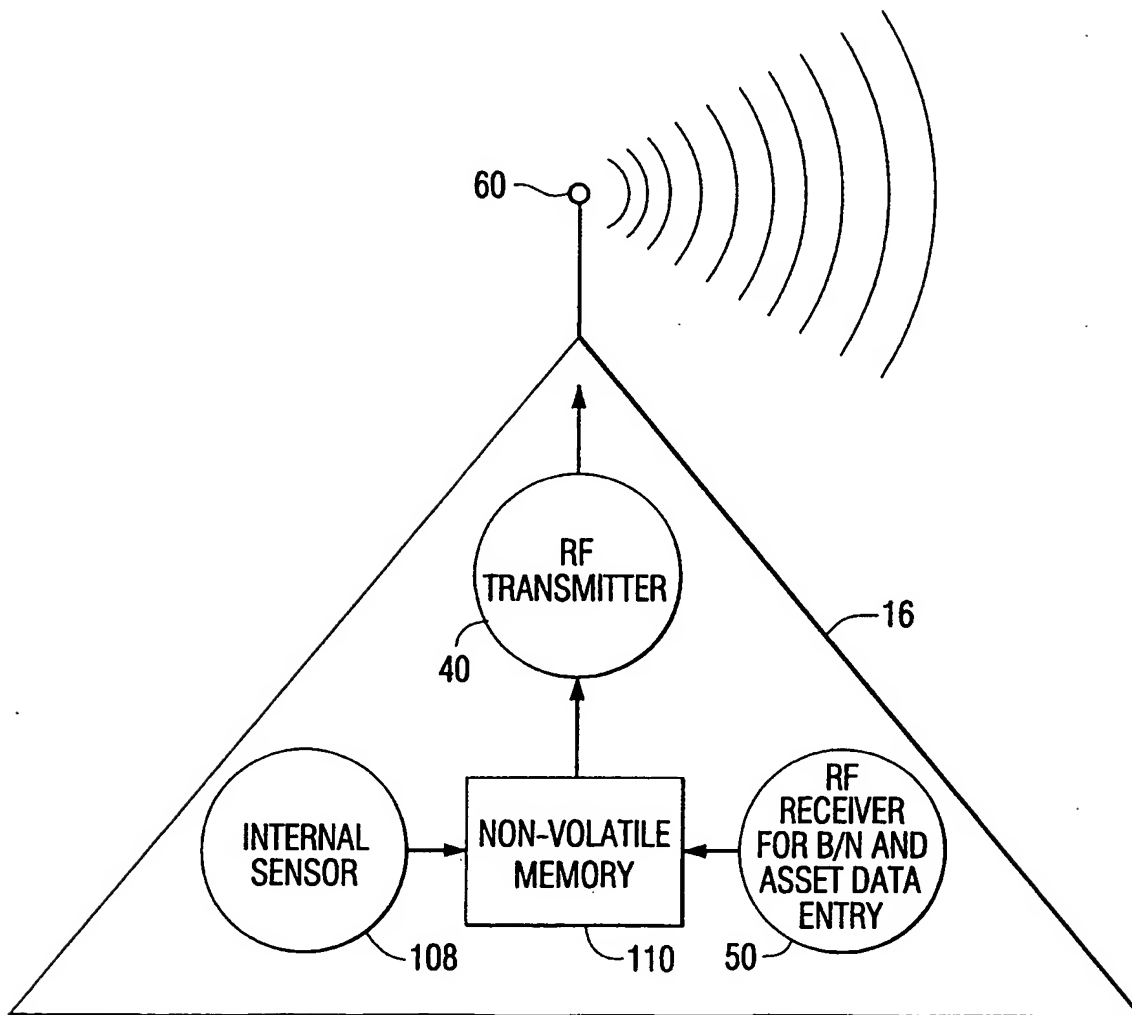 60
RF
TRANSMITTER
40
16
INTERNAL
SENSOR
108
NON-VOLATILE
MEMORY
110
RF
RECEIVER
FOR B/N AND
ASSET DATA
ENTRY
50